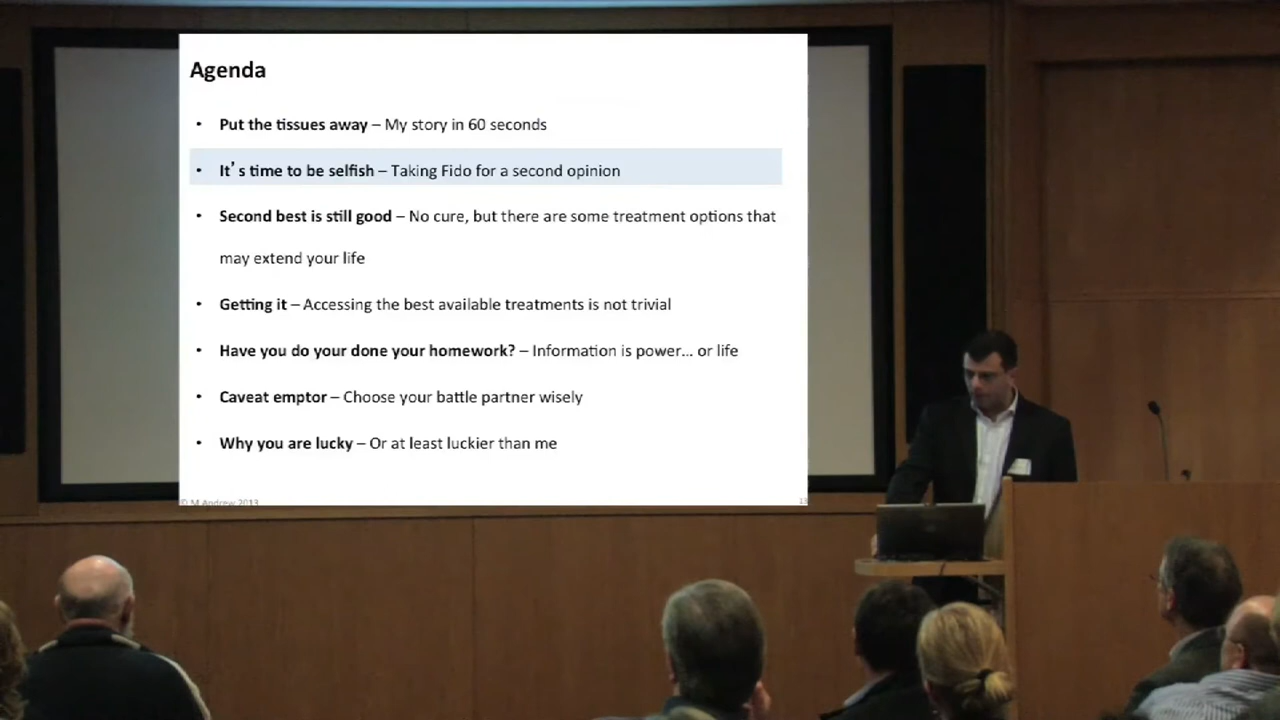 Agenda
• Put the tissues away – My story in 60 seconds
• It's time to be selfish – Taking Fido for a second opinion
• Second best is still good – No cure, but there are some treatment options that
may extend your life
• Getting it – Accessing the best available treatments is not trivial
• Have you do your done your homework? – Information is power... or life
• Caveat emptor – Choose your battle partner wisely
• Why you are lucky – Or at least luckier than me
© M Andrew 2013
13